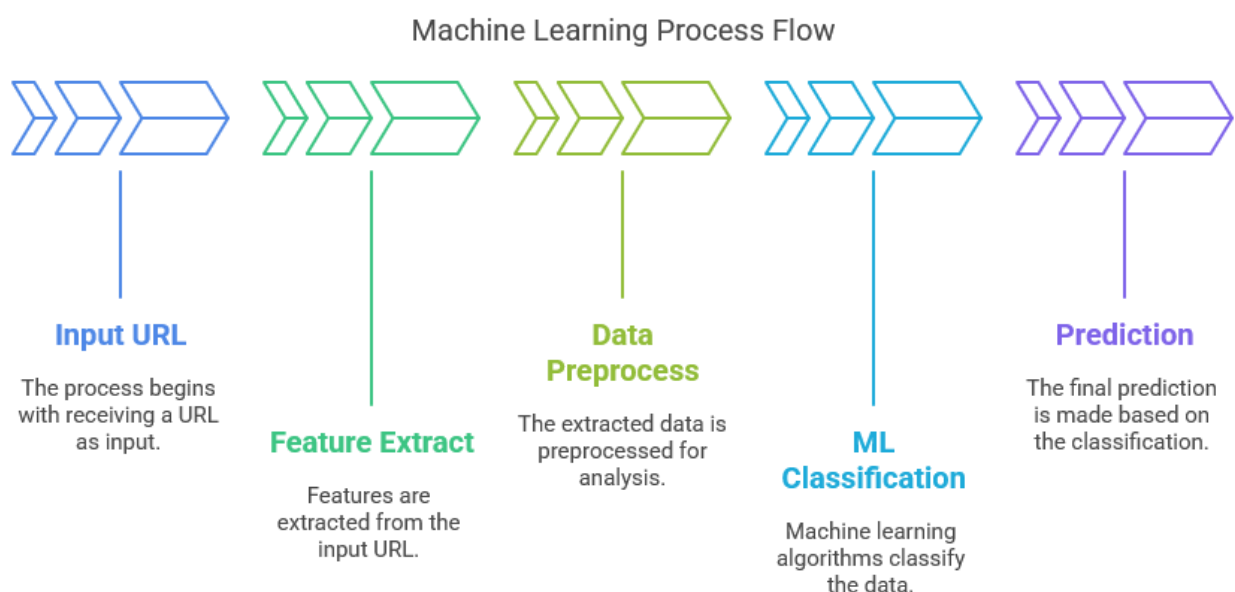 Machine Learning Process Flow
Input URL
The process begins
with receiving a URL
as input.
Feature Extract
Features are
extracted from the
input URL.
Data
Preprocess
The extracted data is
preprocessed for
analysis.
ML
Classification
Machine learning
algorithms classify
the data.
Prediction
The final prediction
is made based on
the classification.